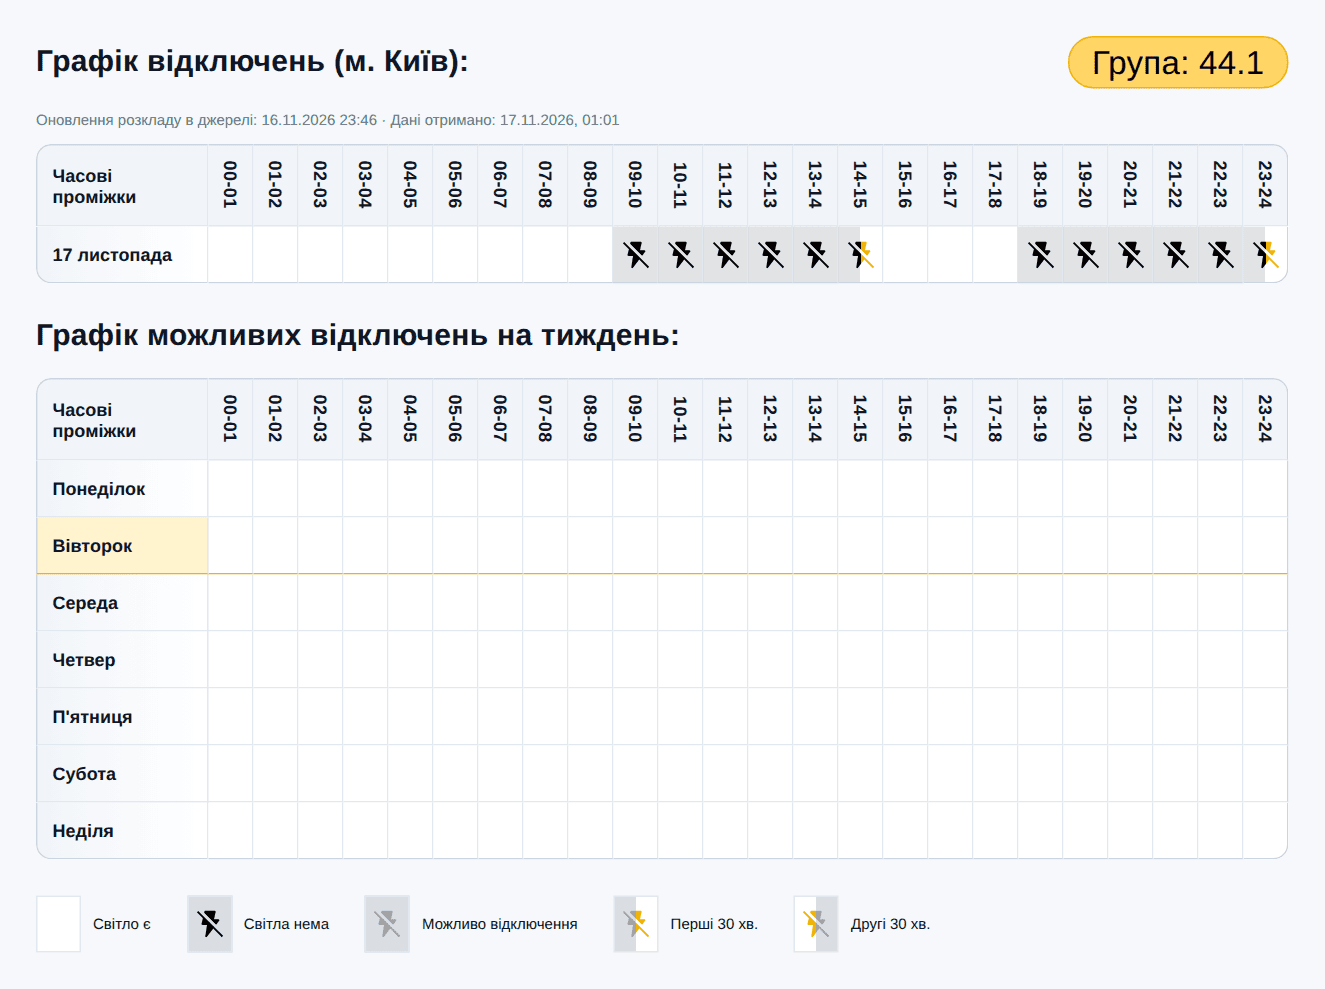 Графік відключень (м. Київ):
Група: 44.1
Оновлення розкладу в джерелі: 16.11.2026 23:46 · Дані отримано: 17.11.2026, 01:01
Часові проміжки 00-01 01-02 02-03 03-04 04-05 05-06 06-07 07-08 08-09 09-10 10-11 11-12 12-13 13-14 14-15 15-16 16-17 17-18 18-19 19-20 20-21 21-22 22-23 23-24
17 листопада
Графік можливих відключень на тиждень:
Часові проміжки 00-01 01-02 02-03 03-04 04-05 05-06 06-07 07-08 08-09 09-10 10-11 11-12 12-13 13-14 14-15 15-16 16-17 17-18 18-19 19-20 20-21 21-22 22-23 23-24
Понеділок
Вівторок
Середа
Четвер
П'ятниця
Субота
Неділя
Світло є Світла нема Можливо відключення Перші 30 хв. Другі 30 хв.